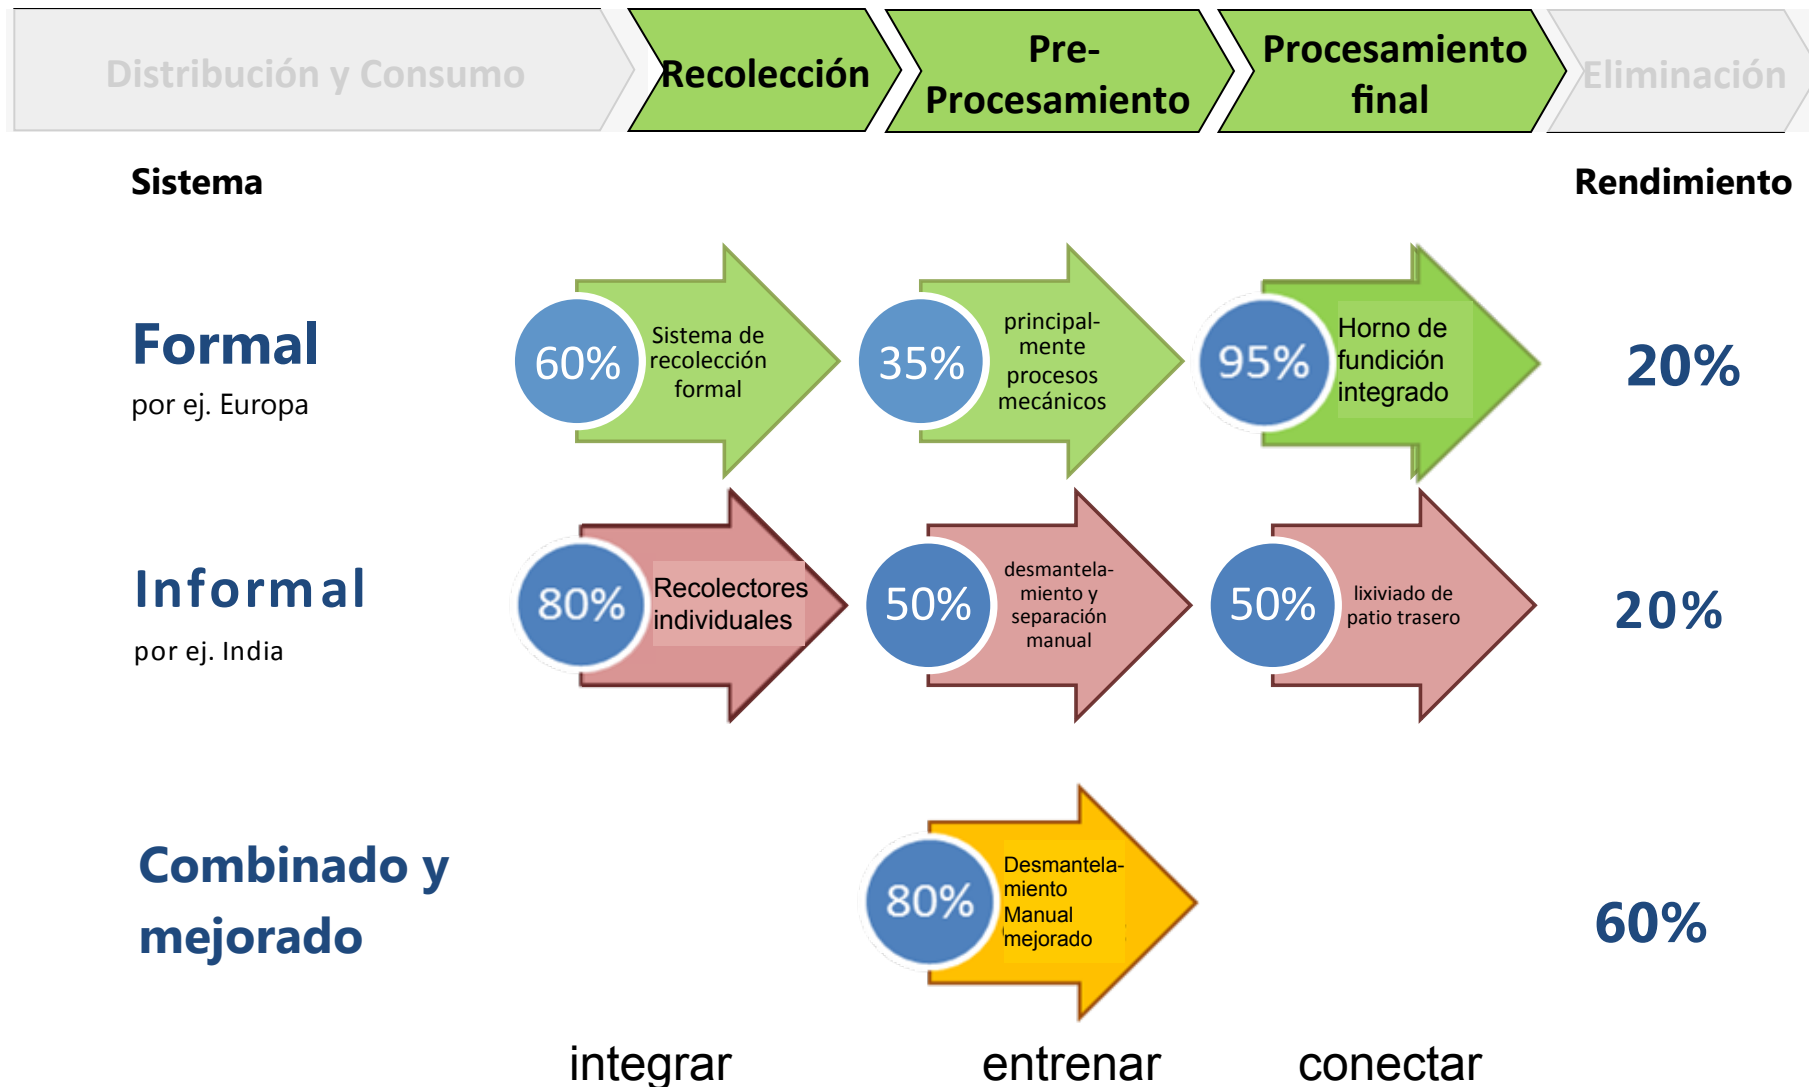 Distribución y Consumo
Recolección
Pre-
Procesamiento
Procesamiento
final
Eliminación
Sistema
Rendimiento
Formal
por ej. Europa
60%
Sistema de
recolección
formal
35%
principal-
mente
procesos
mecánicos
95%
Horno de
fundición
integrado
20%
Informal
por ej. India
80%
Recolectores
individuales
50%
desmantela-
miento y
separación
manual
50%
lixiviado de
patio trasero
20%
Combinado y
mejorado
80%
Desmantela-
miento
Manual
mejorado
60%
integrar
entrenar
conectar